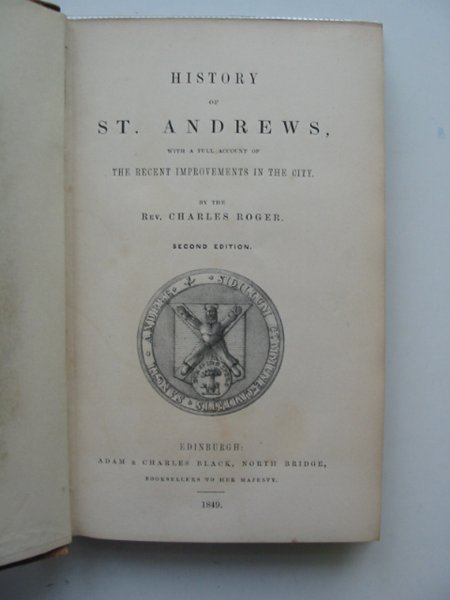 HISTORY
OF
ST. ANDREWS,
WITH A FULL ACCOUNT OF
THE RECENT IMPROVEMENTS IN THE CITY.
BY THE
REV. CHARLES ROGER.
SECOND EDITION.
EDINBURGH:
ADAM & CHARLES BLACK, NORTH BRIDGE,
BOOKSELLERS TO HER MAJESTY.
1849.